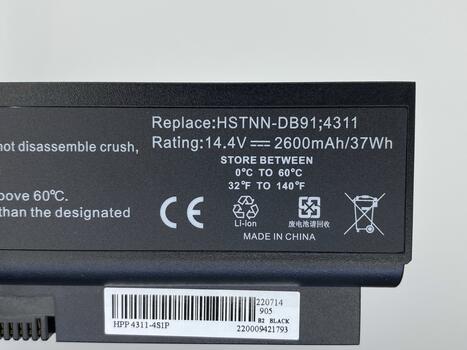 Replace:HSTNN-DB91;4311
not disassemble crush,
Rating:14.4V 2600mAh/37Wh
STORE BETWEEN
0°C TO 60°C
32°F TO 140°F
above 60℃.
than the designated
Li-ion
废电池请回收
MADE IN CHINA
220714
905
HPP 4311-4S1P
B2 BLACK
220009421793